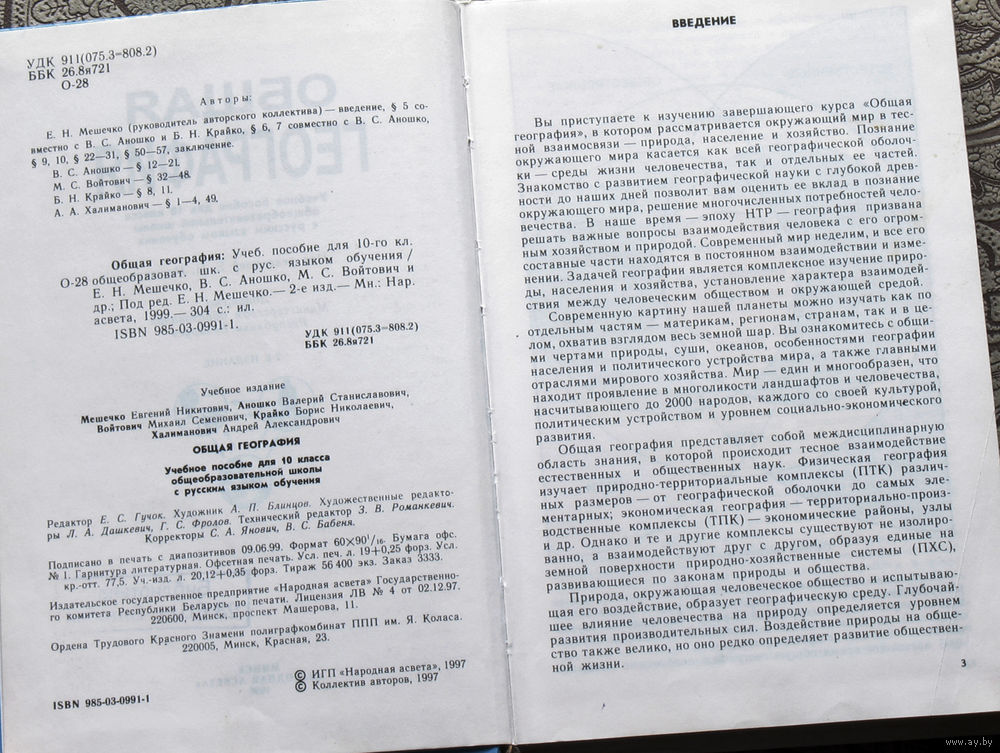 УДК 911(075.3=808.2)
ББК 26.8я721
О-28
Авторы:
Е. Н. Мешечко (руководитель авторского коллектива) — введение, § 5 со-
вместно с В. С. Аношко и Б. Н. Крайко, § 6, 7 совместно с В. С. Аношко,
§ 9, 10, § 22—31, § 50—57, заключение.
В. С. Аношко — § 12—21.
М. С. Войтович — § 32—48.
Б. Н. Крайко — § 8, 11.
А. А. Халиманович — § 1—4, 49.
Общая география: Учеб. пособие для 10-го кл.
О-28 общеобразоват. шк. с рус. языком обучения /
Е. Н. Мешечко, В. С. Аношко, М. С. Войтович и
др.; Под ред. Е. Н. Мешечко.— 2-е изд.— Мн.: Нар.
асвета, 1999.— 304 с.: ил.
ISBN 985-03-0991-1.
УДК 911(075.3=808.2)
ББК 26.8я721
Учебное издание
Мешечко Евгений Никитович, Аношко Валерий Станиславович,
Войтович Михаил Семенович, Крайко Борис Николаевич,
Халиманович Андрей Александрович
ОБЩАЯ ГЕОГРАФИЯ
Учебное пособие для 10 класса
общеобразовательной школы
с русским языком обучения
Редактор Е. С. Гучок. Художник А. П. Блинцов. Художественные редакто-
ры Л. А. Дашкевич, Г. С. Фролов. Технический редактор З. В. Романкевич.
Корректоры С. А. Янович, В. С. Бабеня.
Подписано в печать с диапозитивов 09.06.99. Формат 60×90¹/₁₆. Бумага офс.
№ 1. Гарнитура литературная. Офсетная печать. Усл. печ. л. 19+0,25 форз. Усл.
кр.-отт. 77,5. Уч.-изд. л. 20,12+0,35 форз. Тираж 56 400 экз. Заказ 3333.
Издательское государственное предприятие «Народная асвета» Государственно-
го комитета Республики Беларусь по печати. Лицензия ЛВ № 4 от 02.12.97.
220600, Минск, проспект Машерова, 11.
Ордена Трудового Красного Знамени полиграфкомбинат ППП им. Я. Коласа.
220005, Минск, Красная, 23.
© ИГП «Народная асвета», 1997
© Коллектив авторов, 1997
ISBN 985-03-0991-1
ВВЕДЕНИЕ
Вы приступаете к изучению завершающего курса «Общая
география», в котором рассматривается окружающий мир в тес-
ной взаимосвязи — природа, население и хозяйство. Познание
окружающего мира касается как всей географической оболоч-
ки — среды жизни человечества, так и отдельных ее частей.
Знакомство с развитием географической науки с глубокой древ-
ности до наших дней позволит вам оценить ее вклад в познание
окружающего мира, решение многочисленных потребностей чело-
вечества. В наше время — эпоху НТР — география призвана
решать важные вопросы взаимодействия человека с его огром-
ным хозяйством и природой. Современный мир неделим, и все его
составные части находятся в постоянном взаимодействии и изме-
нении. Задачей географии является комплексное изучение приро-
ды, населения и хозяйства, установление характера взаимодей-
ствия между человеческим обществом и окружающей средой.
Современную картину нашей планеты можно изучать как по
отдельным частям — материкам, регионам, странам, так и в це-
лом, охватив взглядом весь земной шар. Вы ознакомитесь с общи-
ми чертами природы, суши, океанов, особенностями географии
населения и политического устройства мира, а также главными
отраслями мирового хозяйства. Мир — един и многообразен, что
находит проявление в многоликости ландшафтов и человечества,
насчитывающего до 2000 народов, каждого со своей культурой,
политическим устройством и уровнем социально-экономического
развития.
Общая география представляет собой междисциплинарную
область знания, в которой происходит тесное взаимодействие
естественных и общественных наук. Физическая география
изучает природно-территориальные комплексы (ПТК) различ-
ных размеров — от географической оболочки до самых эле-
ментарных; экономическая география — территориально-произ-
водственные комплексы (ТПК) — экономические районы, узлы
и др. Однако и те и другие комплексы существуют не изолиро-
ванно, а взаимодействуют друг с другом, образуя единые на
земной поверхности природно-хозяйственные системы (ПХС),
развивающиеся по законам природы и общества.
Природа, окружающая человеческое общество и испытываю-
щая его воздействие, образует географическую среду. Глубочай-
шее влияние человечества на природу определяется уровнем
развития производительных сил. Воздействие природы на обще-
ство также велико, но оно редко определяет развитие обществен-
ной жизни.
3
www.ay.by